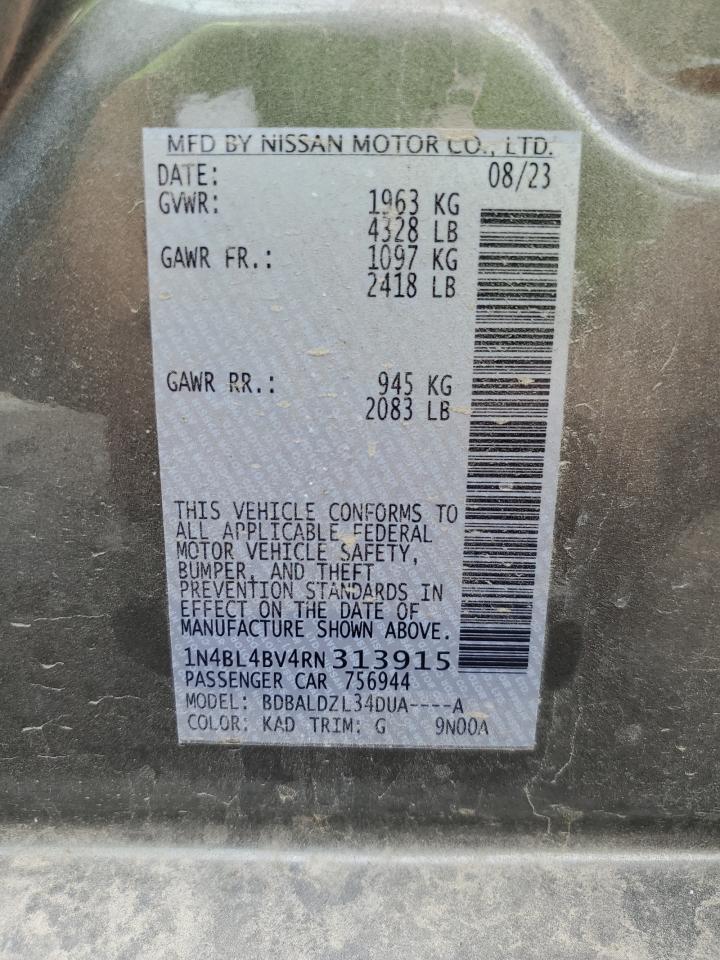 MFD BY NISSAN MOTOR CO., LTD.
DATE: 08/23
GVWR: 1963 KG
4328 LB
GAWR FR.: 1097 KG
2418 LB
GAWR RR.: 945 KG
2083 LB
THIS VEHICLE CONFORMS TO
ALL APPLICABLE FEDERAL
MOTOR VEHICLE SAFETY,
BUMPER, AND THEFT
PREVENTION STANDARDS IN
EFFECT ON THE DATE OF
MANUFACTURE SHOWN ABOVE.
1N4BL4BV4RN313915
PASSENGER CAR 756944
MODEL: BDBALDZL34DUA----A
COLOR: KAD TRIM: G 9N00A